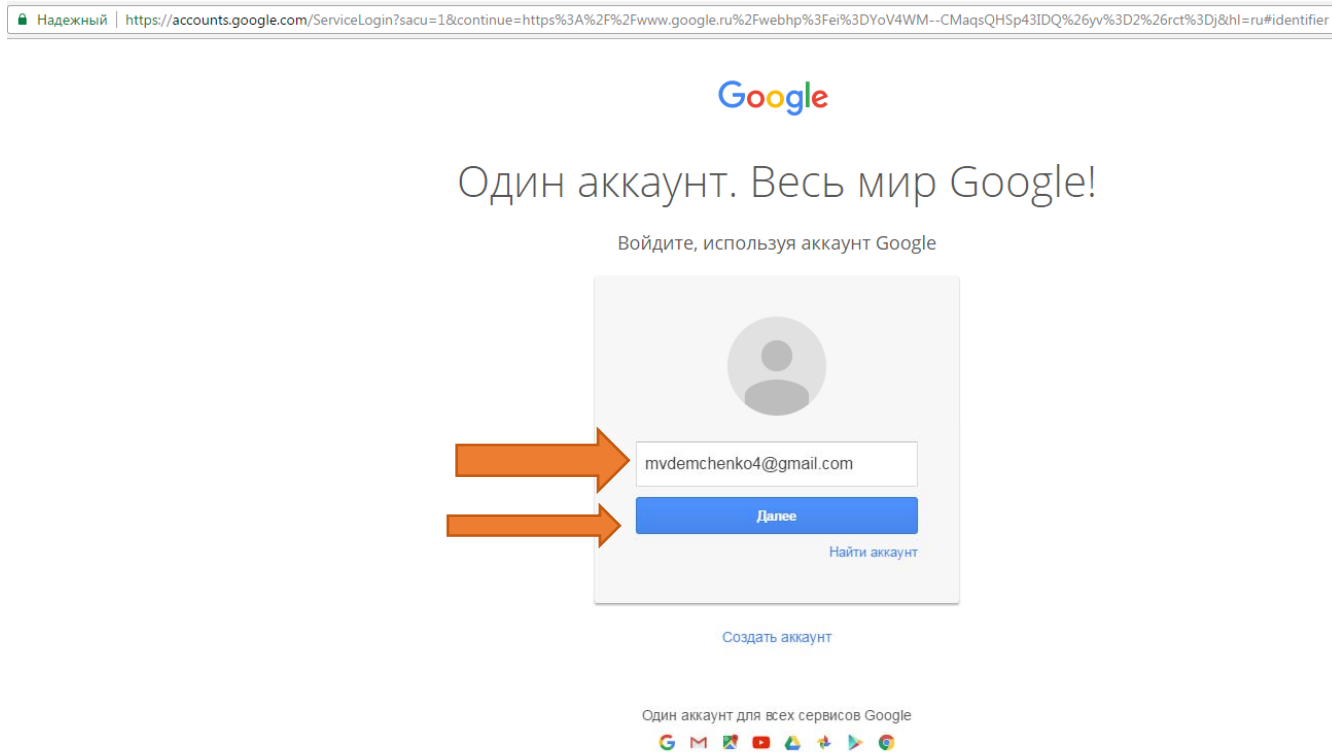 Надежный | https://accounts.google.com/ServiceLogin?sacu=1&continue=https%3A%2F%2Fwww.google.ru%2Fwebhp%3Fei%3DYoV4WM--CMaqsQHSp43IDQ%26yv%3D2%26rct%3Dj&hl=ru#identifier
Google
Один аккаунт. Весь мир Google!
Войдите, используя аккаунт Google
mvdemchenko4@gmail.com
Далее
Найти аккаунт
Создать аккаунт
Один аккаунт для всех сервисов Google